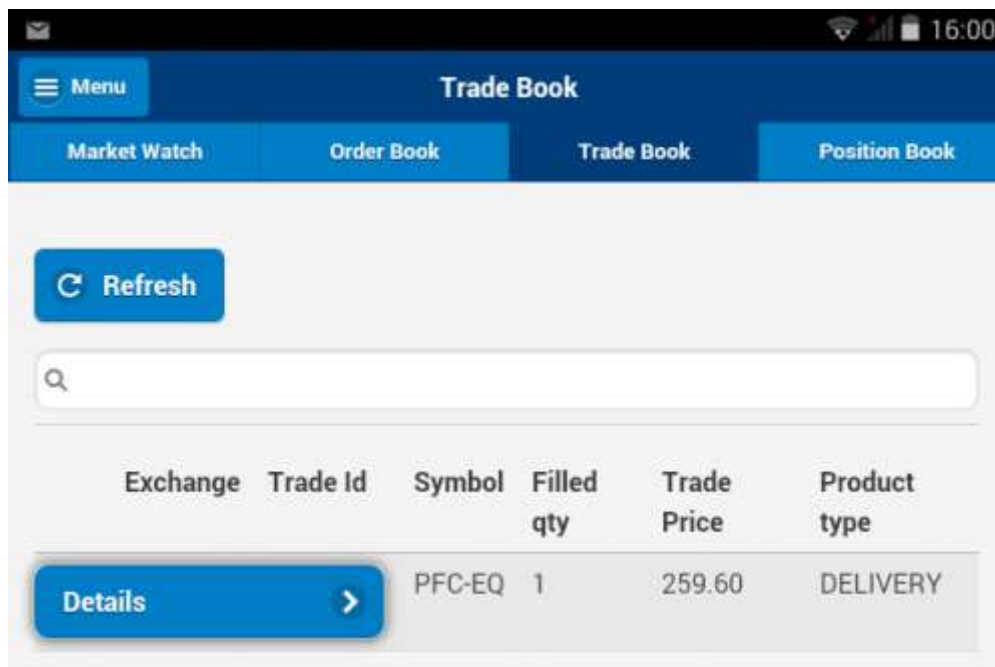 16:00
Menu
Trade Book
Market Watch Order Book Trade Book Position Book
Refresh
Exchange Trade Id Symbol Filled qty Trade Price Product type
Details PFC-EQ 1 259.60 DELIVERY